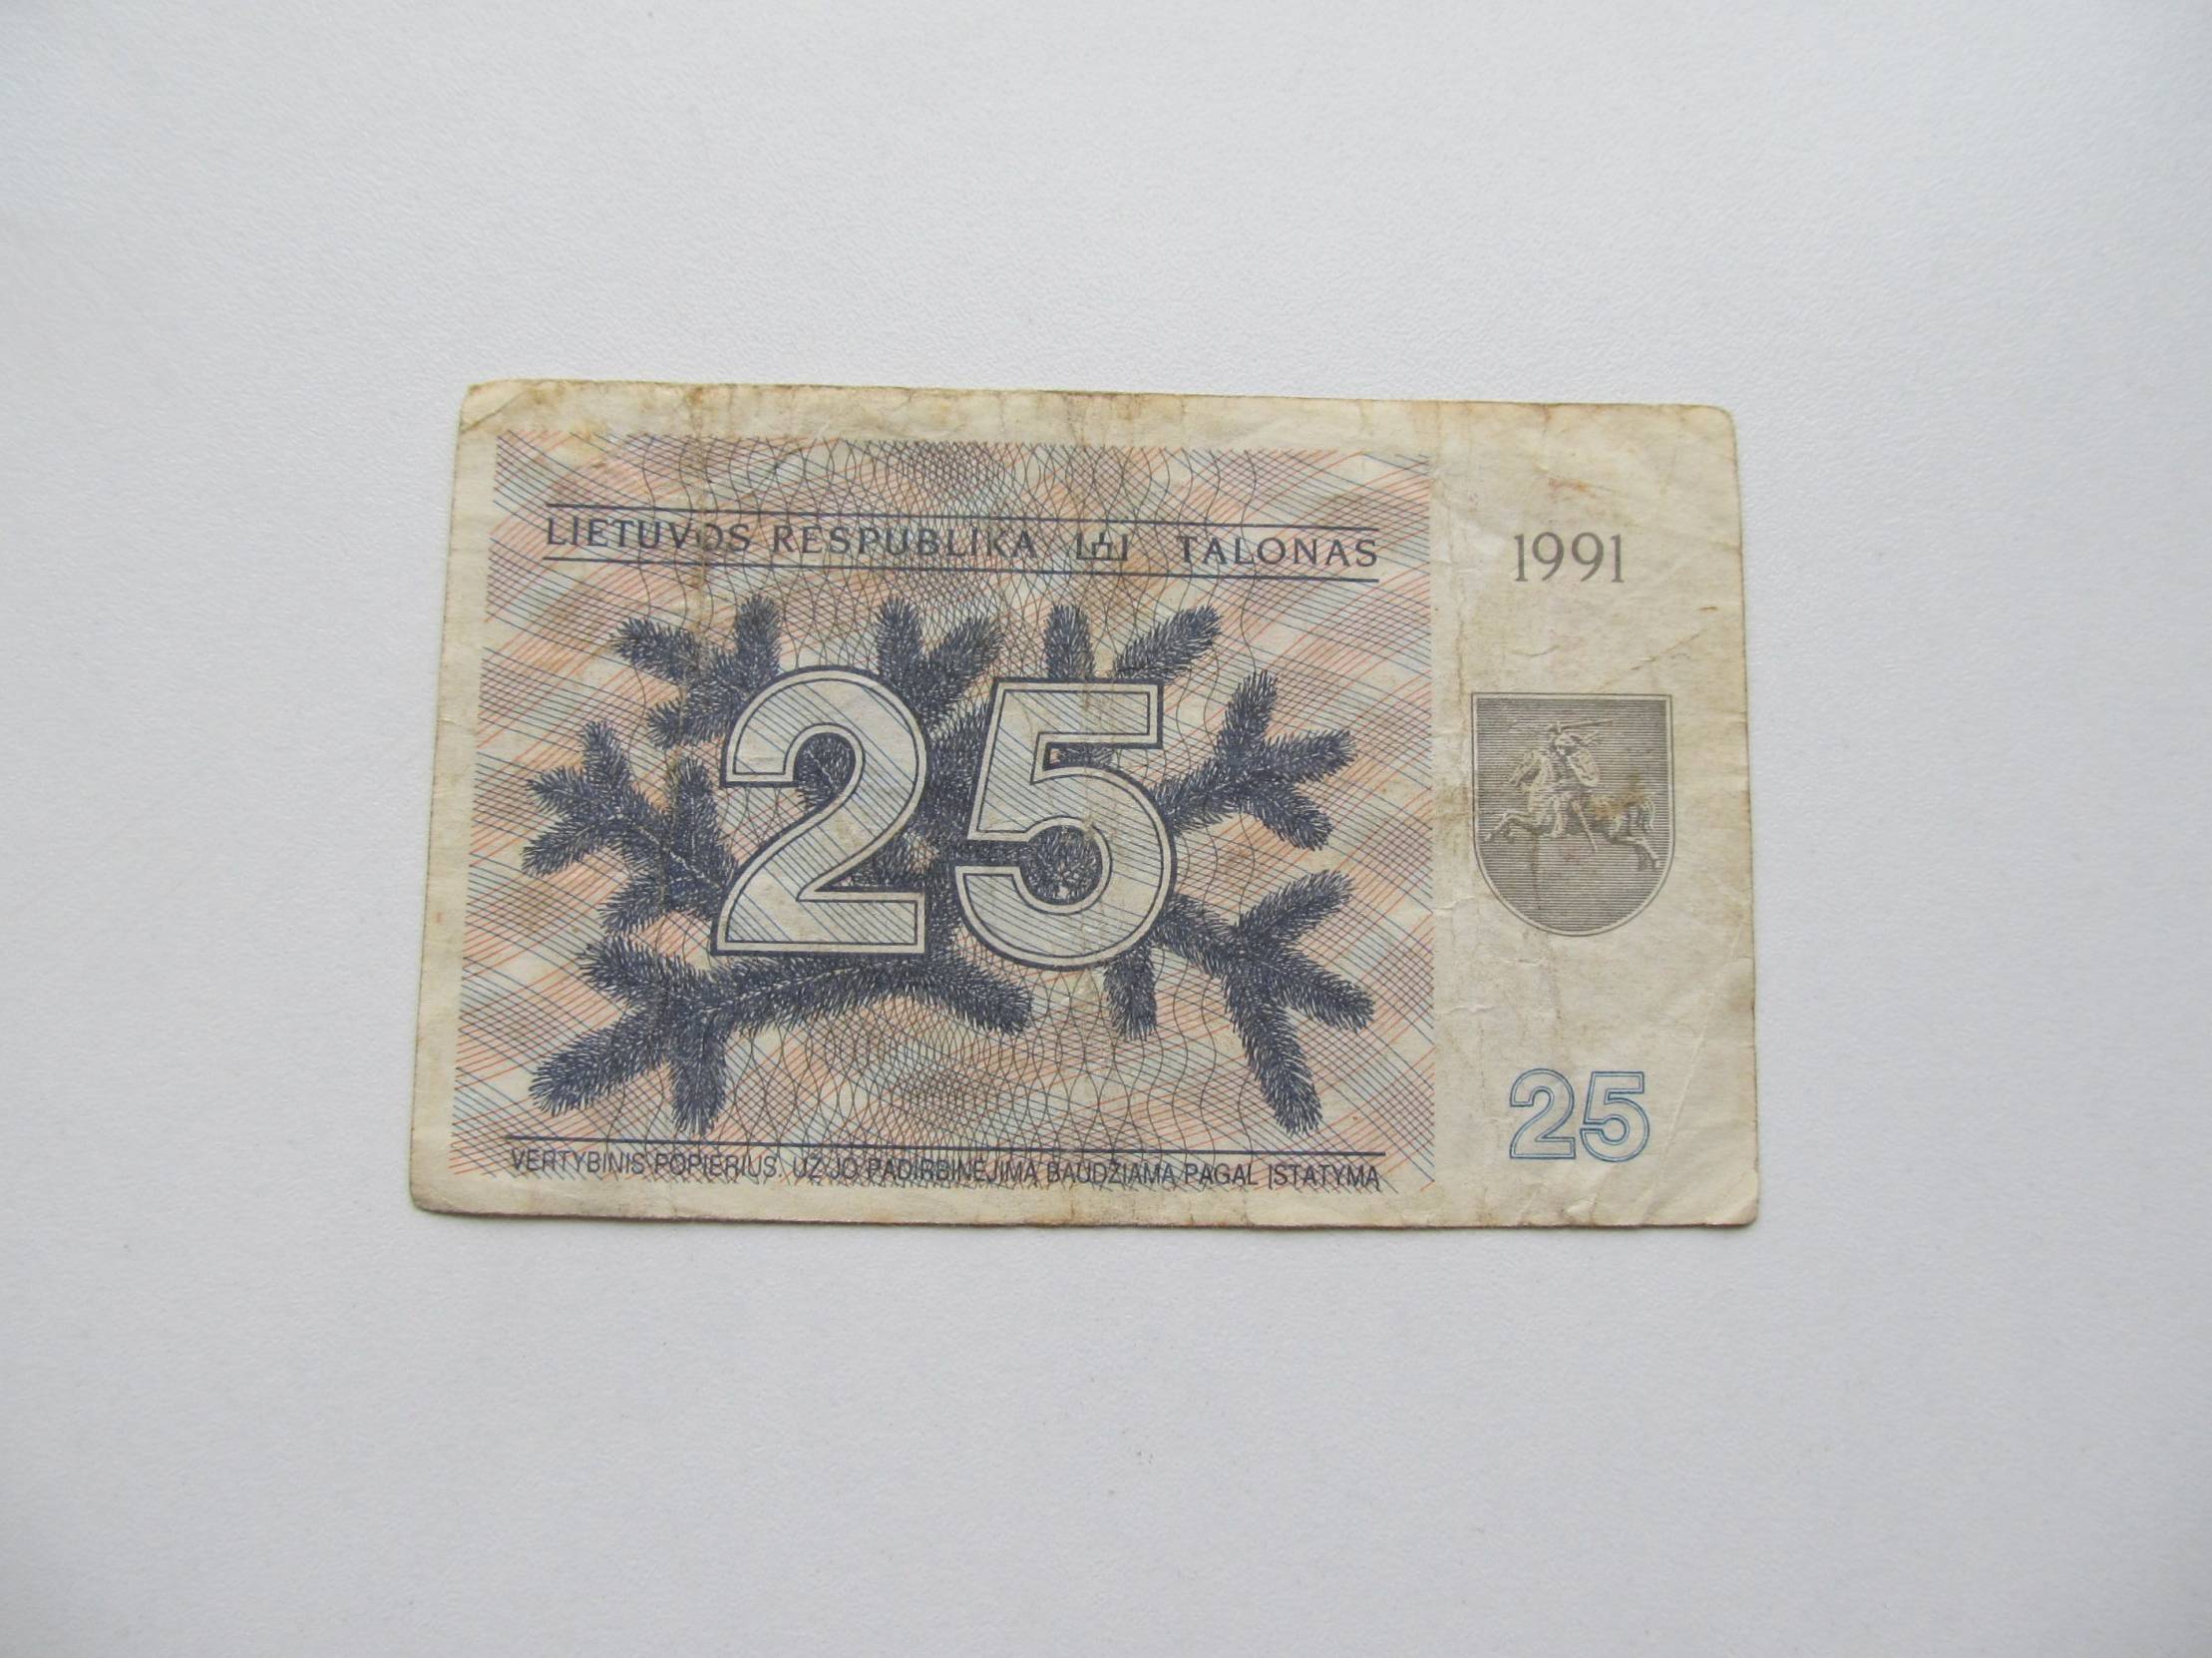 LIETUVOS RESPUBLIKA TALONAS
1991
25
25
VERTYBINIS POPIERIUS. UŽ JO PADIRBINĖJIMĄ BAUDŽIAMA PAGAL ĮSTATYMĄ